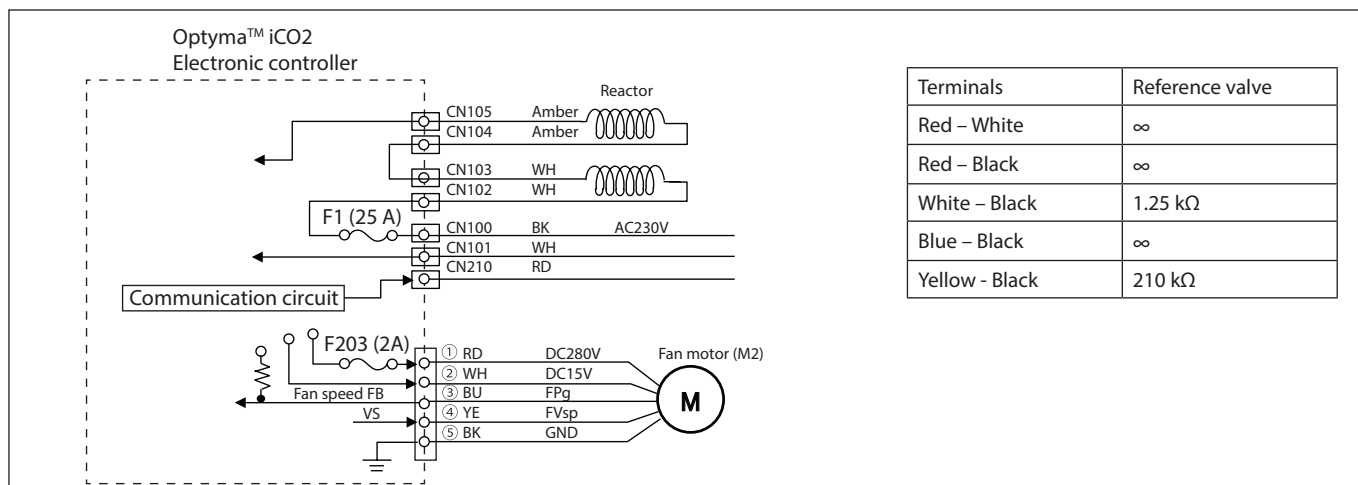 Optyma™ iCO2
Electronic controller
Reactor
CN105 Amber
CN104 Amber
CN103 WH
CN102 WH
F1 (25 A)
CN100 BK AC230V
CN101 WH
CN210 RD
Communication circuit
F203 (2A)
① RD DC280V
Fan motor (M2)
② WH DC15V
Fan speed FB
③ BU FPg
M
VS
④ YE FVsp
⑤ BK GND
Terminals Reference valve
Red – White ∞
Red – Black ∞
White – Black 1.25 kΩ
Blue – Black ∞
Yellow - Black 210 kΩ